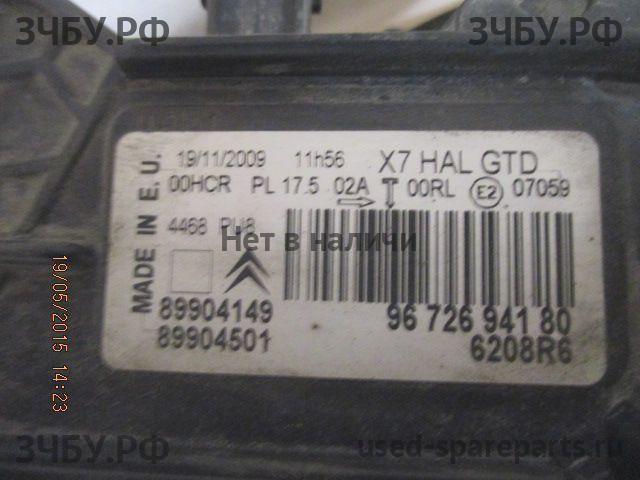 ЗЧБУ.РФ
ЗЧБУ.РФ
MADE IN E. U.
19/11/2009 11h56 X7 HAL GTD
00HCR PL 17.5 02A 00RL E2 07059
4468
Нет в наличии
89904149
89904501
96 726 941 80
6208R6
19/05/2015 14:23
ЗЧБУ.РФ
used-spareparts.ru